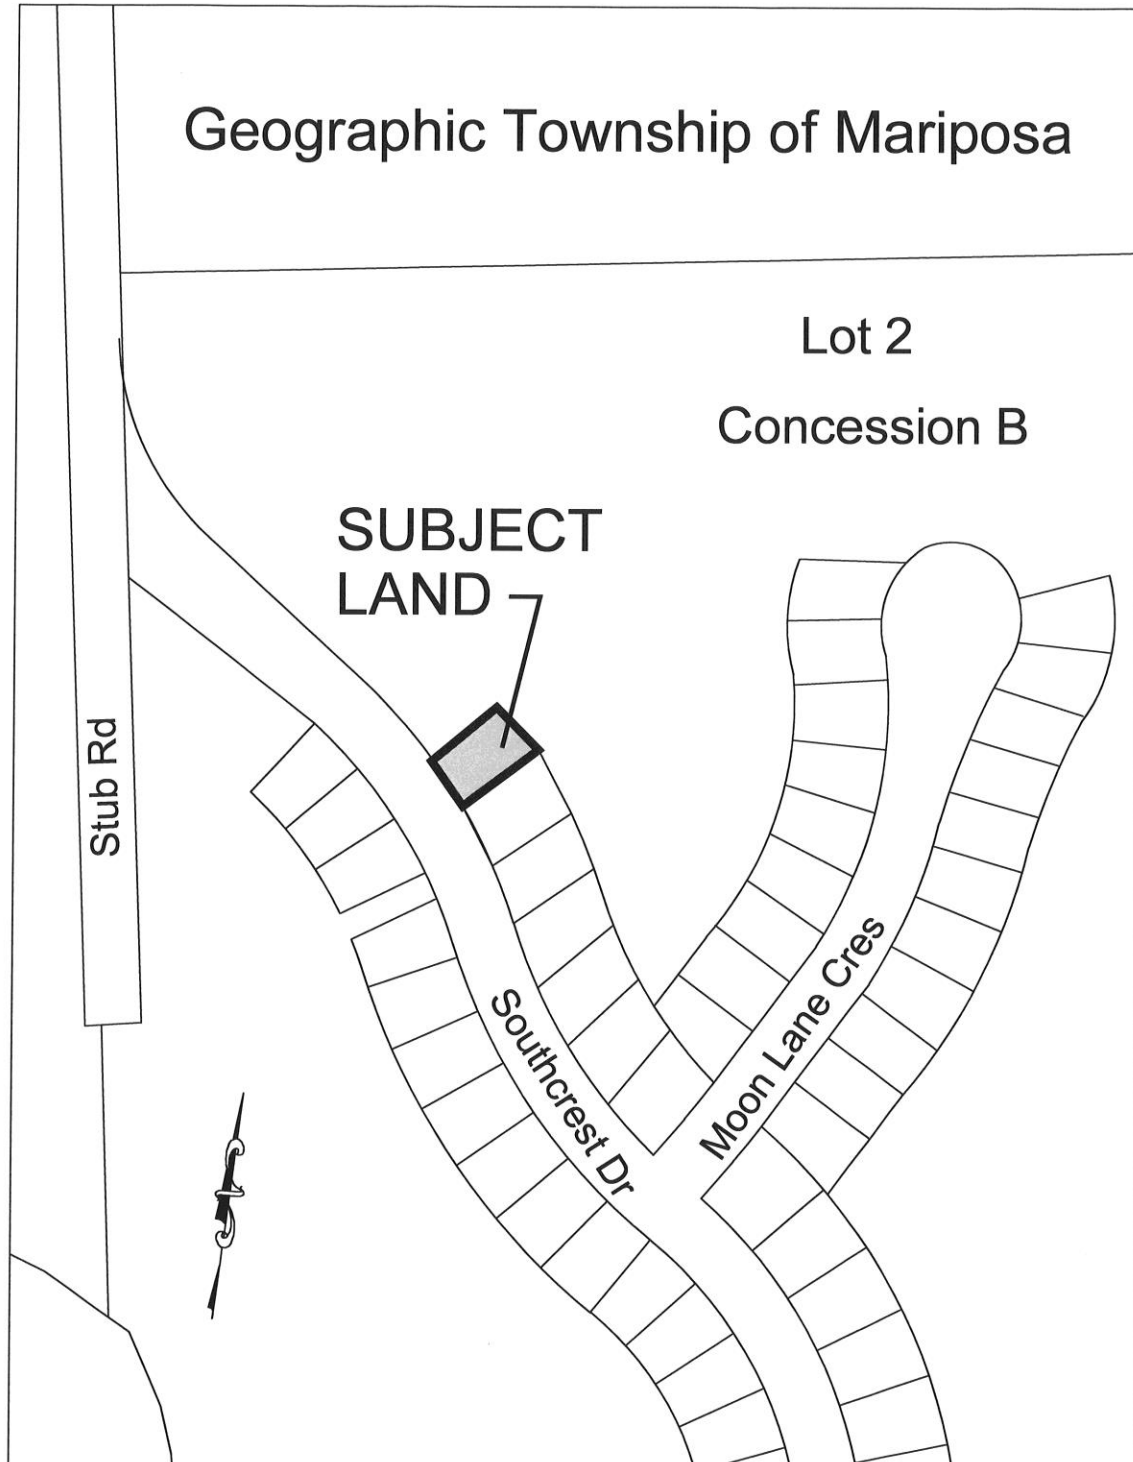 Geographic Township of Mariposa
Lot 2
Concession B
SUBJECT
LAND
Stub Rd
Southcrest Dr
Moon Lane Cres